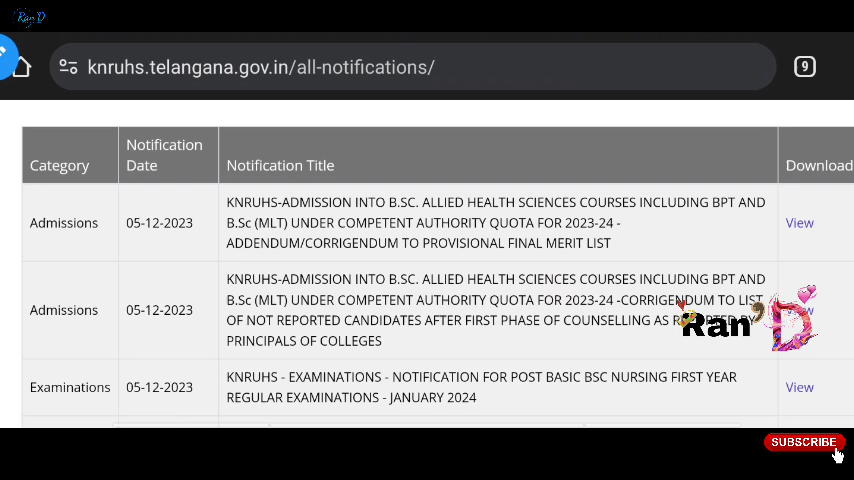 Ran'D
knruhs.telangana.gov.in/all-notifications/
9
Category
Notification
Date
Notification Title
Download
Admissions
05-12-2023
KNRUHS-ADMISSION INTO B.SC. ALLIED HEALTH SCIENCES COURSES INCLUDING BPT AND
B.Sc (MLT) UNDER COMPETENT AUTHORITY QUOTA FOR 2023-24 -
ADDENDUM/CORRIGENDUM TO PROVISIONAL FINAL MERIT LIST
View
Admissions
05-12-2023
KNRUHS-ADMISSION INTO B.SC. ALLIED HEALTH SCIENCES COURSES INCLUDING BPT AND
B.Sc (MLT) UNDER COMPETENT AUTHORITY QUOTA FOR 2023-24 -CORRIGENDUM TO LIST
OF NOT REPORTED CANDIDATES AFTER FIRST PHASE OF COUNSELLING AS REPORTED BY
PRINCIPALS OF COLLEGES
Ran'D
Examinations
05-12-2023
KNRUHS - EXAMINATIONS - NOTIFICATION FOR POST BASIC BSC NURSING FIRST YEAR
REGULAR EXAMINATIONS - JANUARY 2024
View
SUBSCRIBE